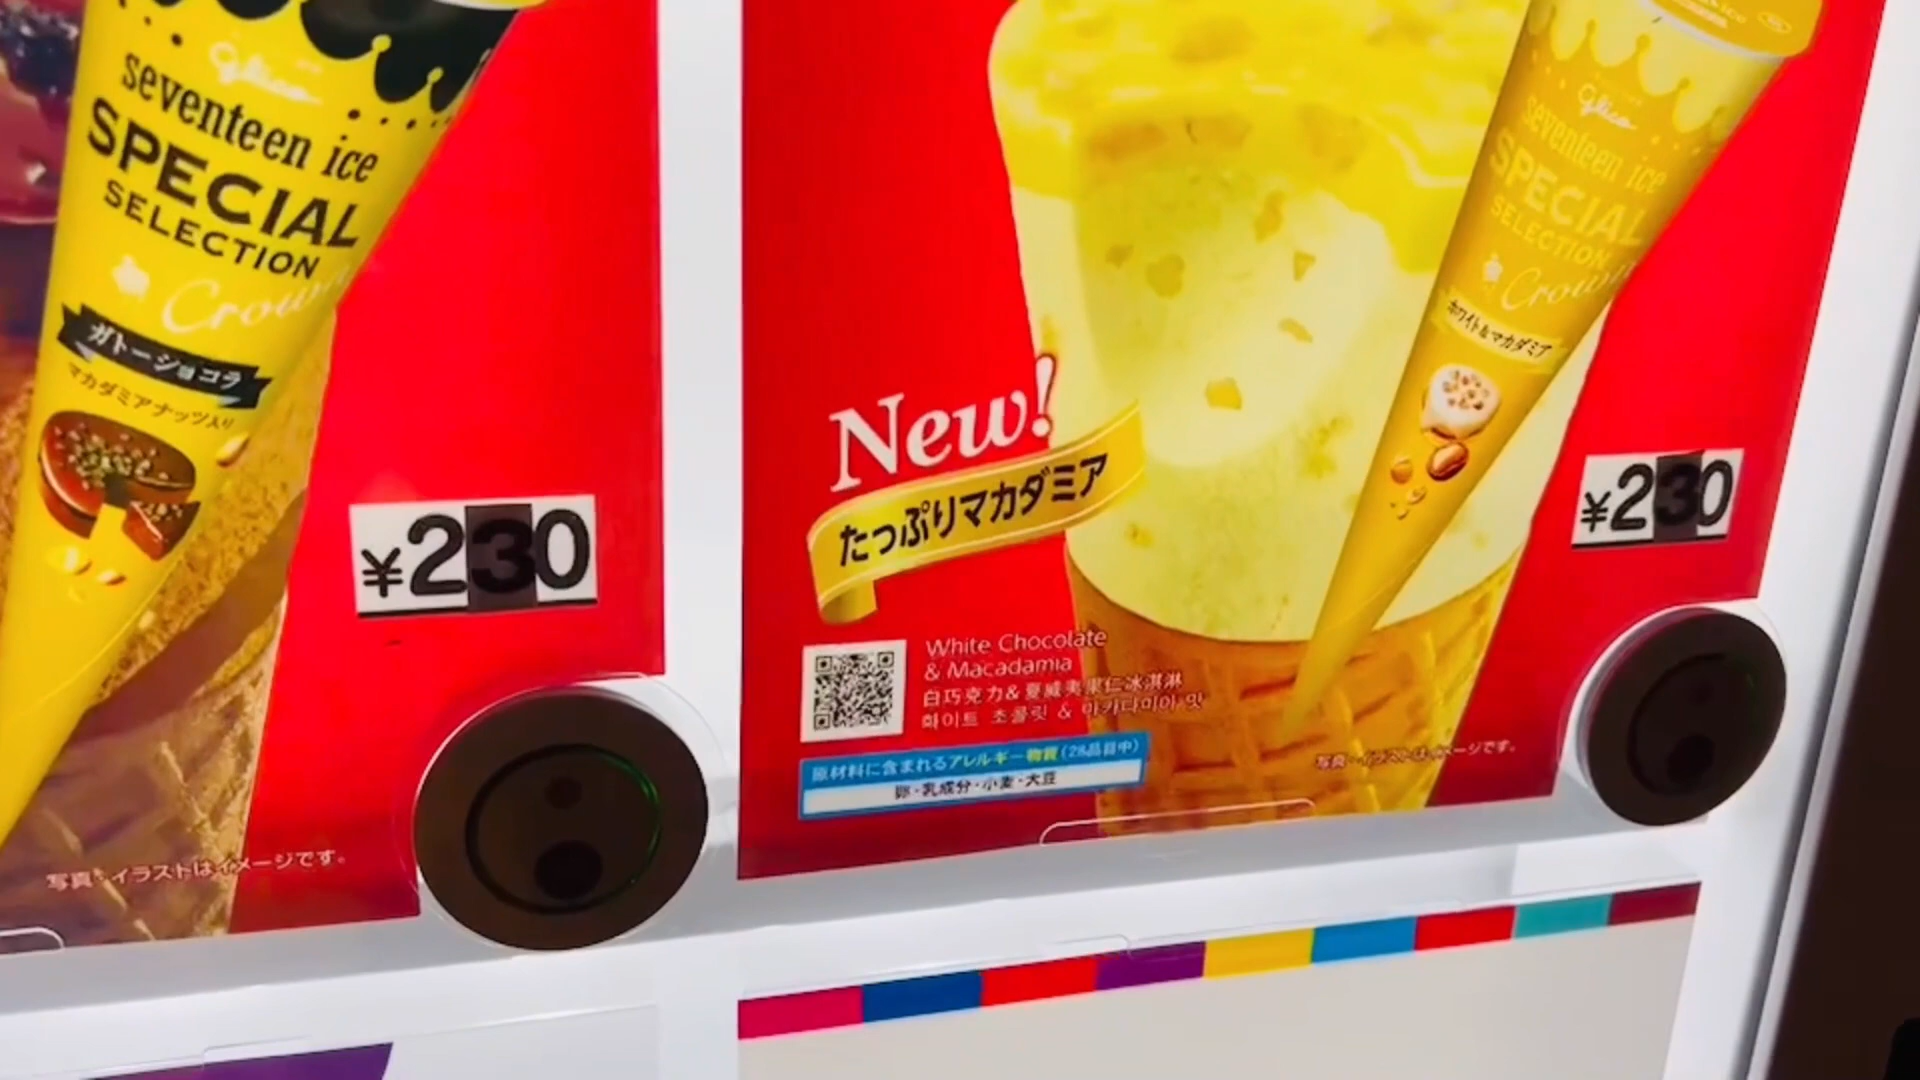 Glico
seventeen ice
SPECIAL
SELECTION
Crown
ガトーショコラ
マカダミアナッツ入り
¥230
写真・イラストはイメージです。
Glico
seventeen ice
SPECIAL
SELECTION
Crown
ホワイト&マカダミア
New!
たっぷりマカダミア
¥230
White Chocolate
& Macadamia
白巧克力&夏威夷果仁冰淇淋
화이트 초콜릿 & 마카다미아 맛
原材料に含まれるアレルギー物質(28品目中)
卵・乳成分・小麦・大豆
写真・イラストはイメージです。